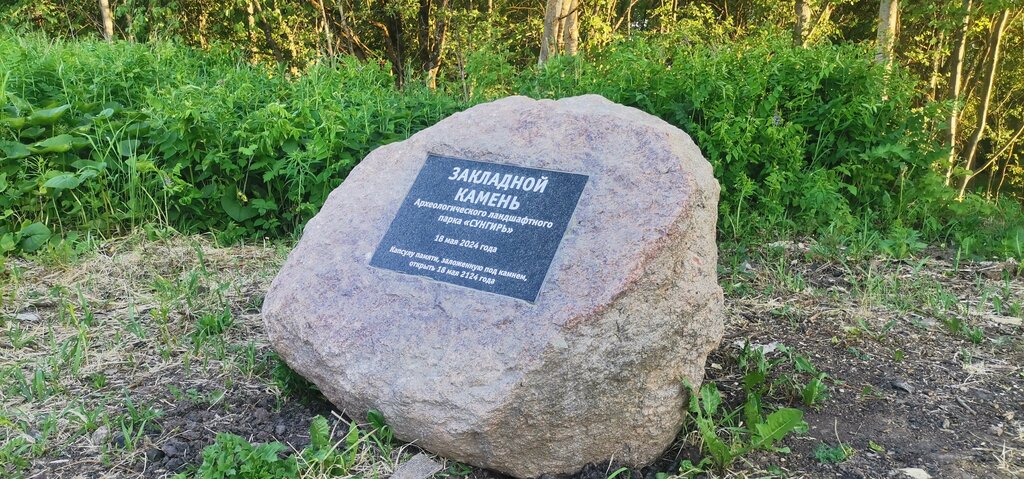 ЗАКЛАДНОЙ
КАМЕНЬ
Археологического ландшафтного
парка «СУНГИРЬ»
18 мая 2024 года
Капсулу памяти, заложенную под камнем,
открыть 18 мая 2124 года